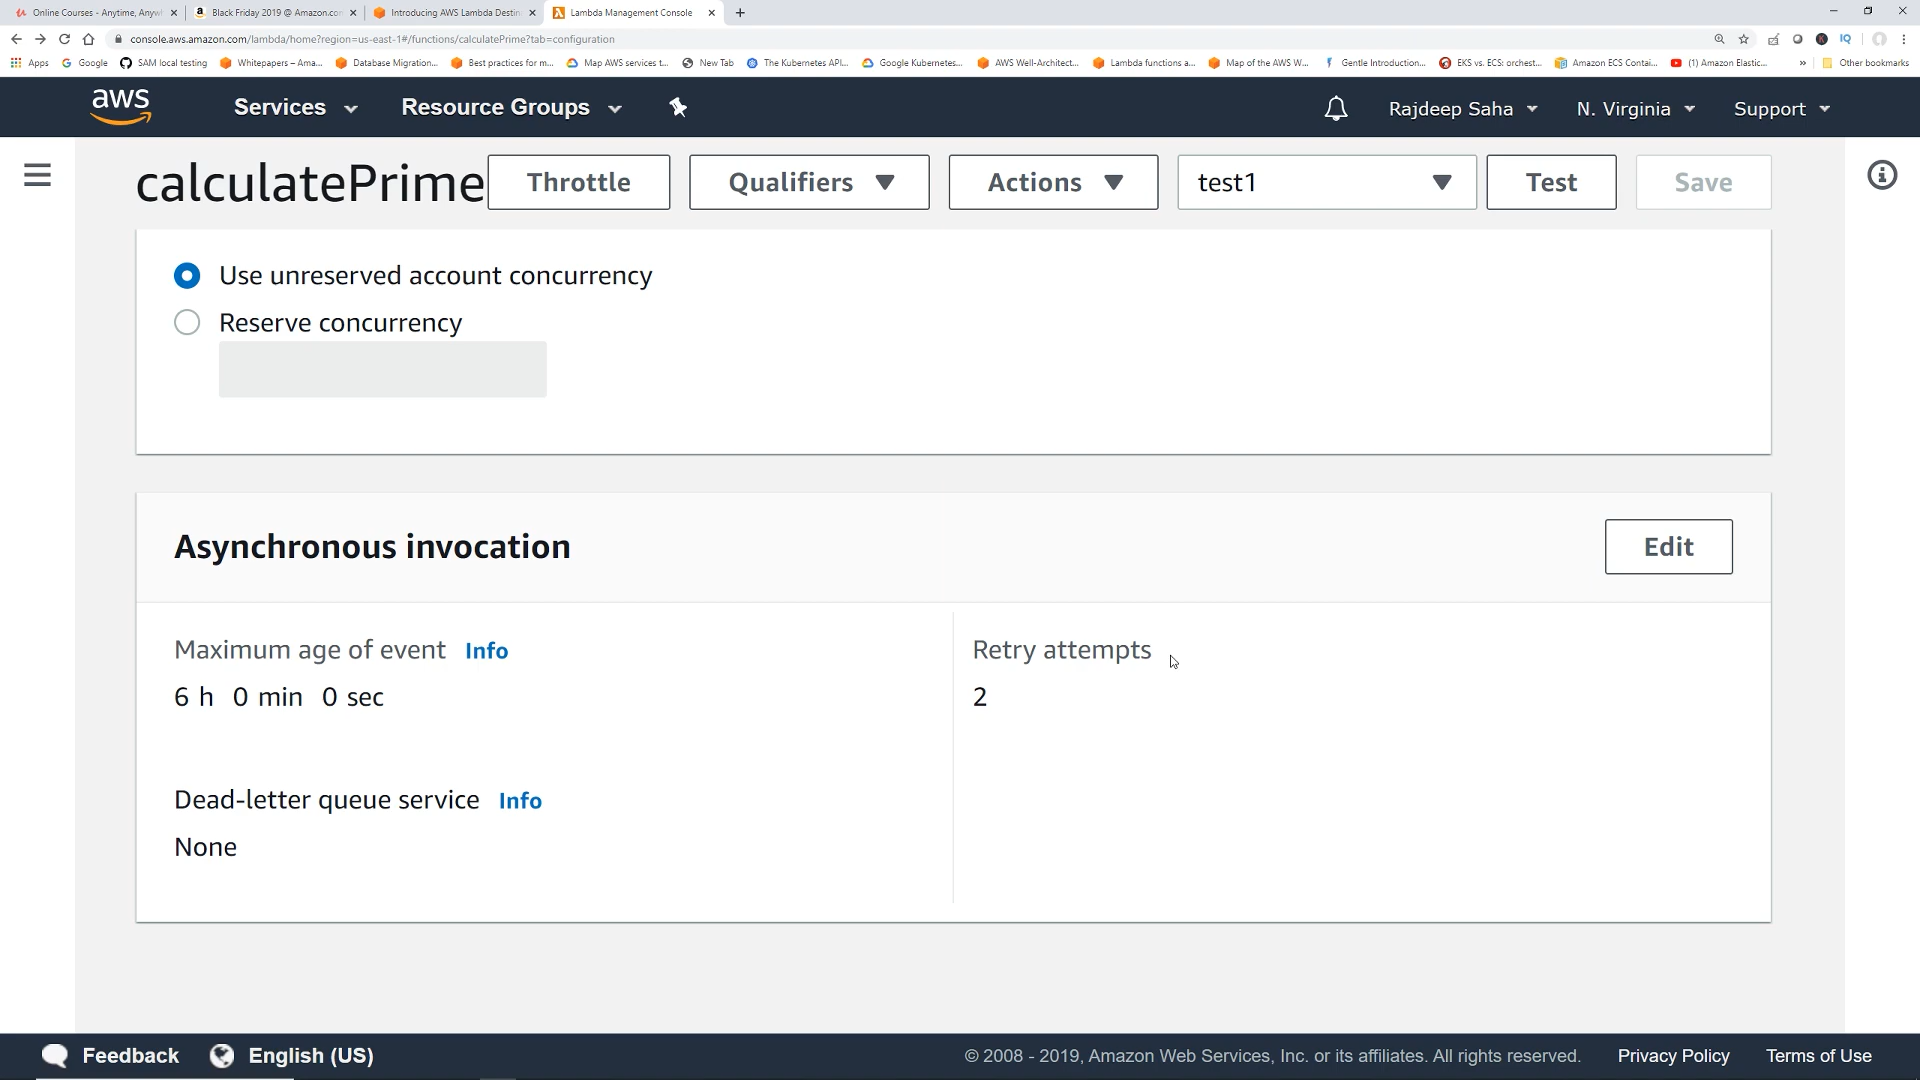 Online Courses - Anytime, Anyw
Black Friday 2019 @ Amazon.co
Introducing AWS Lambda Destin
Lambda Management Console
console.aws.amazon.com/lambda/home?region=us-east-1#/functions/calculatePrime?tab=configuration
Apps
Google
SAM local testing
Whitepapers – Ama...
Database Migration...
Best practices for m...
Map AWS services t...
New Tab
The Kubernetes API...
Google Kubernetes...
AWS Well-Architect...
Lambda functions a...
Map of the AWS W...
Gentle Introduction...
EKS vs. ECS: orchest...
Amazon ECS Contai...
(1) Amazon Elastic...
»
Other bookmarks
IQ
aws
Services
Resource Groups
Rajdeep Saha
N. Virginia
Support
calculatePrime
Throttle
Qualifiers
Actions
test1
Test
Save
Use unreserved account concurrency
Reserve concurrency
Asynchronous invocation
Edit
Maximum age of event Info
6 h 0 min 0 sec
Retry attempts
2
Dead-letter queue service Info
None
Feedback
English (US)
© 2008 - 2019, Amazon Web Services, Inc. or its affiliates. All rights reserved.
Privacy Policy
Terms of Use